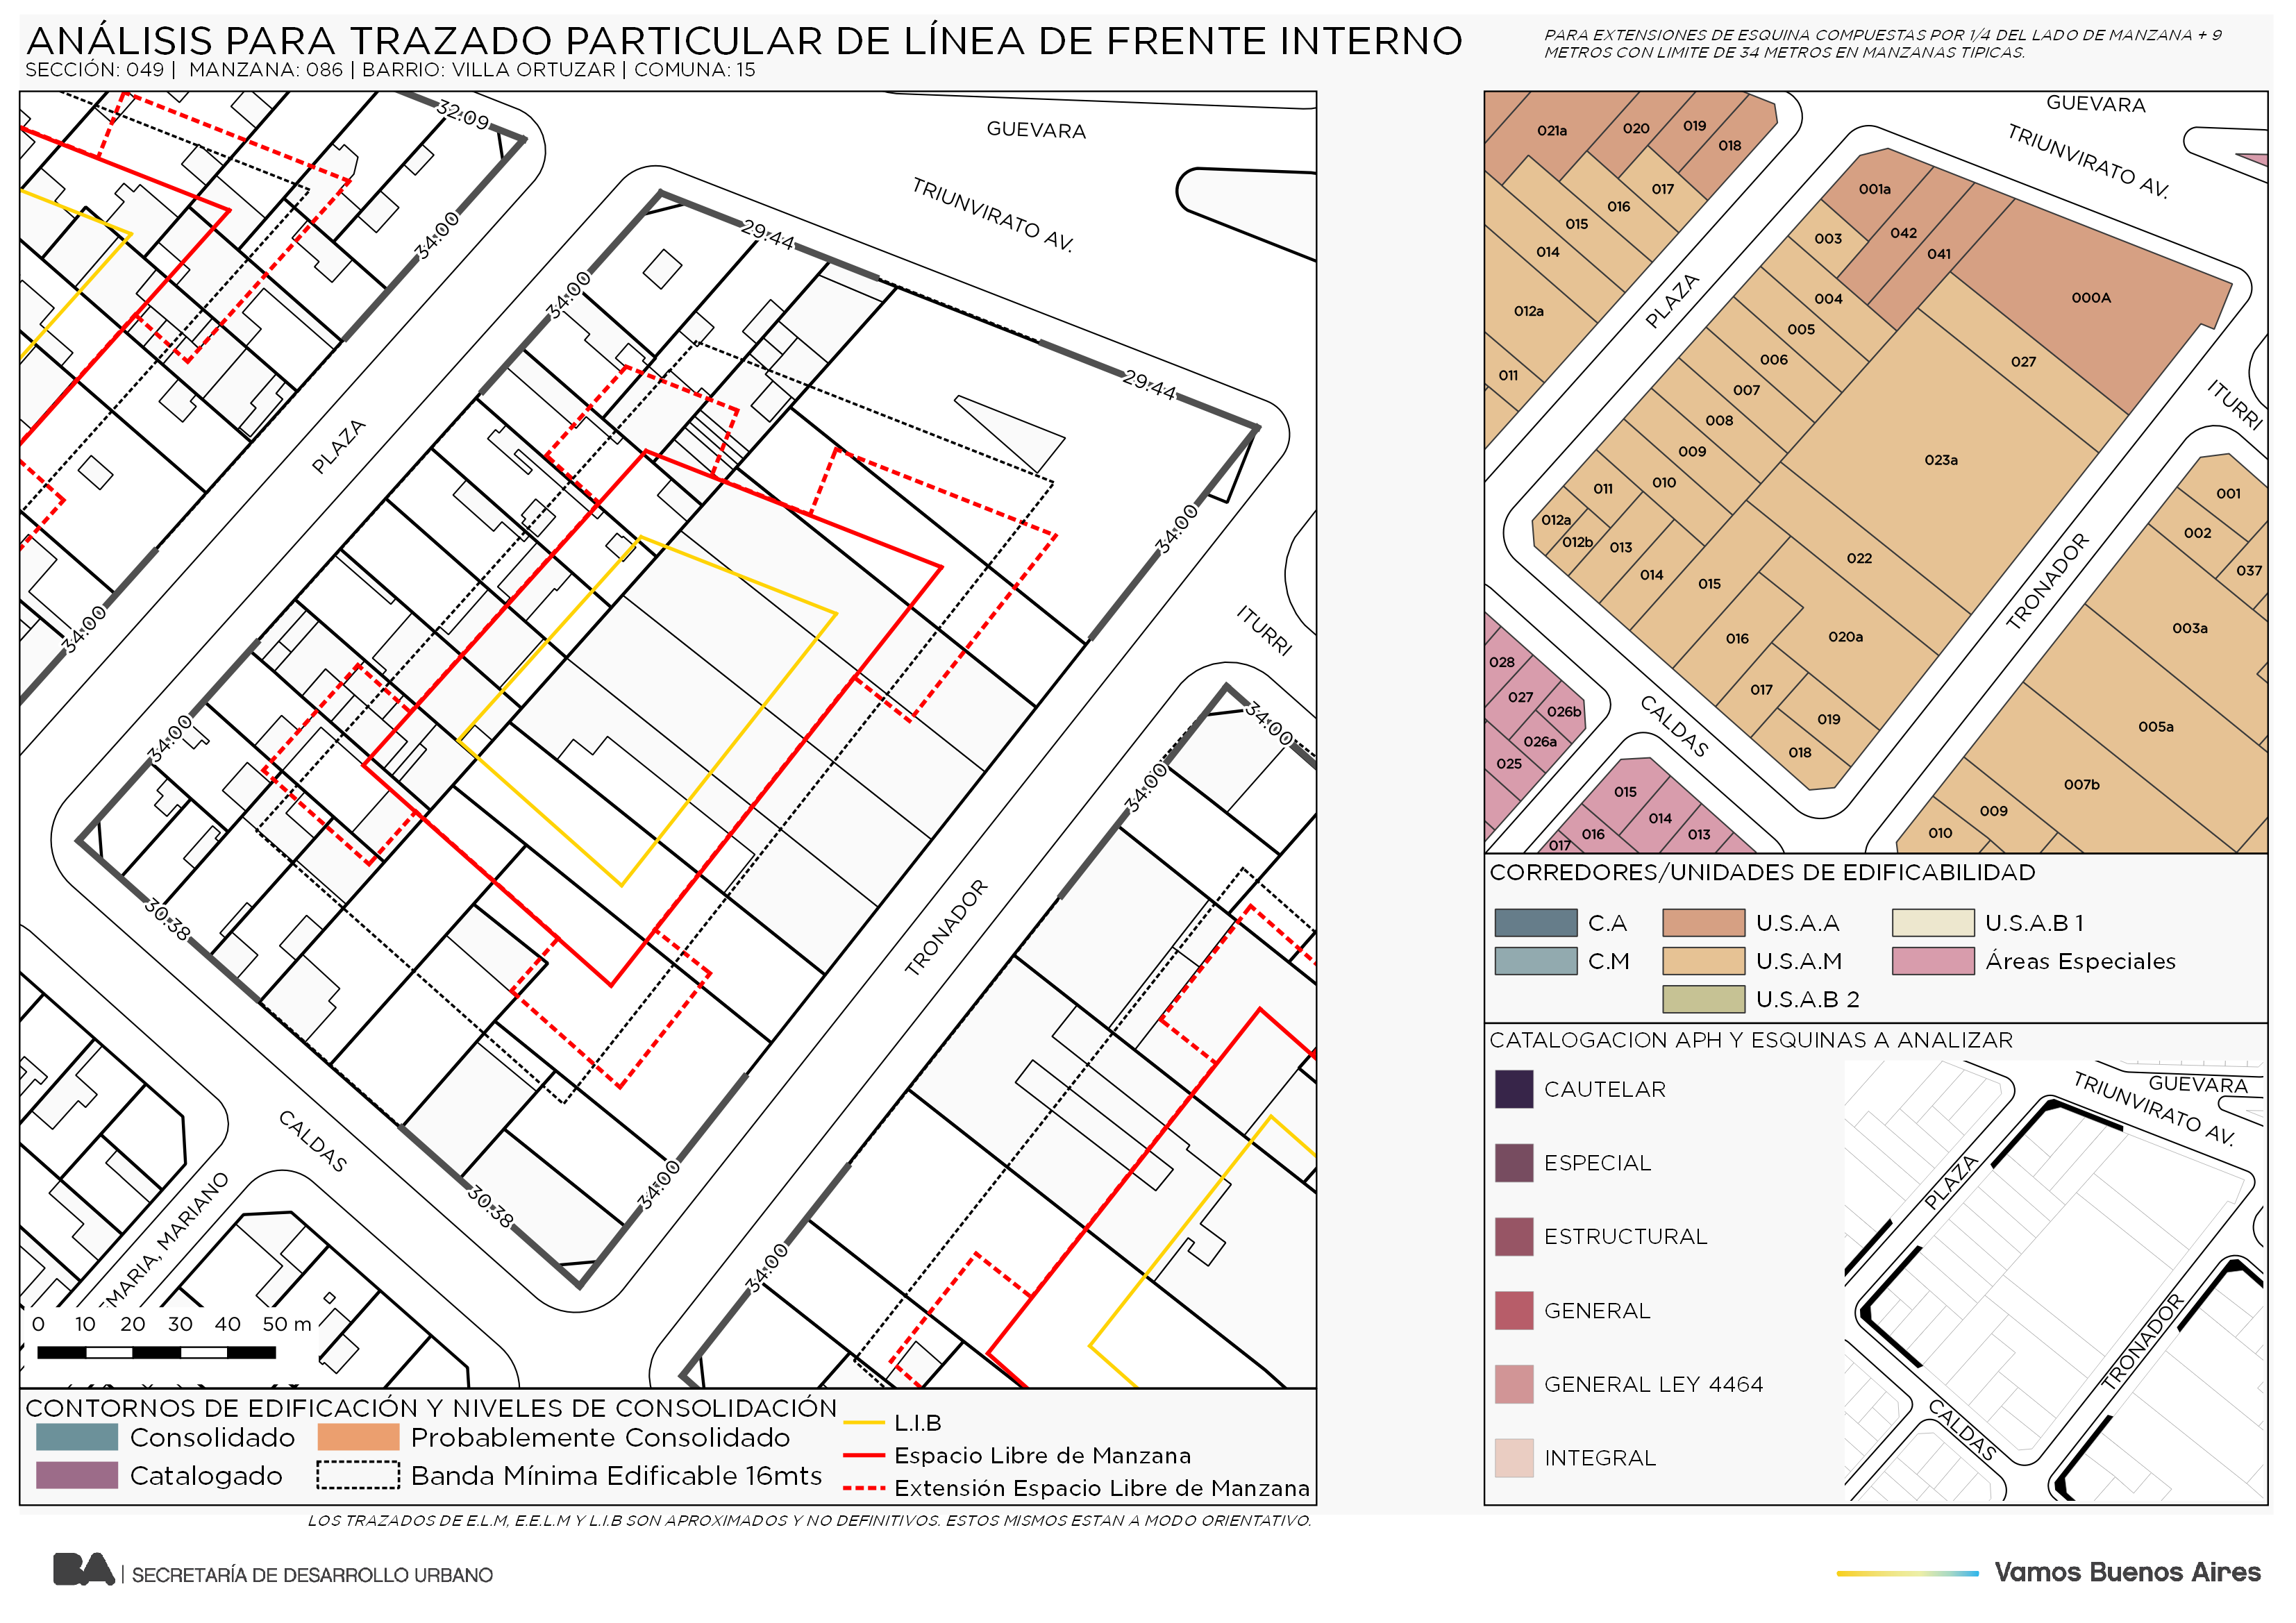 ANÁLISIS PARA TRAZADO PARTICULAR DE LÍNEA DE FRENTE INTERNO
SECCIÓN: 049 | MANZANA: 086 | BARRIO: VILLA ORTUZAR | COMUNA: 15
PARA EXTENSIONES DE ESQUINA COMPUESTAS POR 1/4 DEL LADO DE MANZANA + 9
METROS CON LIMITE DE 34 METROS EN MANZANAS TIPICAS.
32.09
34:00
GUEVARA
TRIUNVIRATO AV.
29:44
34:00
29:44
PLAZA
34:00
ITURRI
34:00
34:00
34:00
34:00
30:38
TRONADOR
CALDAS
30:38
34:00
34:00
EMARIA, MARIANO
0 10 20 30 40 50 m
CONTORNOS DE EDIFICACIÓN Y NIVELES DE CONSOLIDACIÓN
Consolidado
Probablemente Consolidado
Catalogado
Banda Mínima Edificable 16mts
L.I.B
Espacio Libre de Manzana
Extensión Espacio Libre de Manzana
LOS TRAZADOS DE E.L.M, E.E.L.M Y L.I.B SON APROXIMADOS Y NO DEFINITIVOS. ESTOS MISMOS ESTAN A MODO ORIENTATIVO.
GUEVARA
TRIUNVIRATO AV.
021a
020
019
018
017
016
015
014
012a
011
PLAZA
001a
003
042
041
000A
004
005
006
007
008
009
010
011
012a
012b
013
014
015
016
017
018
019
020a
022
023a
027
ITURRI
TRONADOR
001
002
037
003a
005a
007b
009
010
CALDAS
028
027
026b
026a
025
015
014
013
016
017
CORREDORES/UNIDADES DE EDIFICABILIDAD
C.A
U.S.A.A
U.S.A.B 1
C.M
U.S.A.M
Áreas Especiales
U.S.A.B 2
CATALOGACION APH Y ESQUINAS A ANALIZAR
CAUTELAR
ESPECIAL
ESTRUCTURAL
GENERAL
GENERAL LEY 4464
INTEGRAL
GUEVARA
TRIUNVIRATO AV.
PLAZA
TRONADOR
CALDAS
BA | SECRETARÍA DE DESARROLLO URBANO
Vamos Buenos Aires